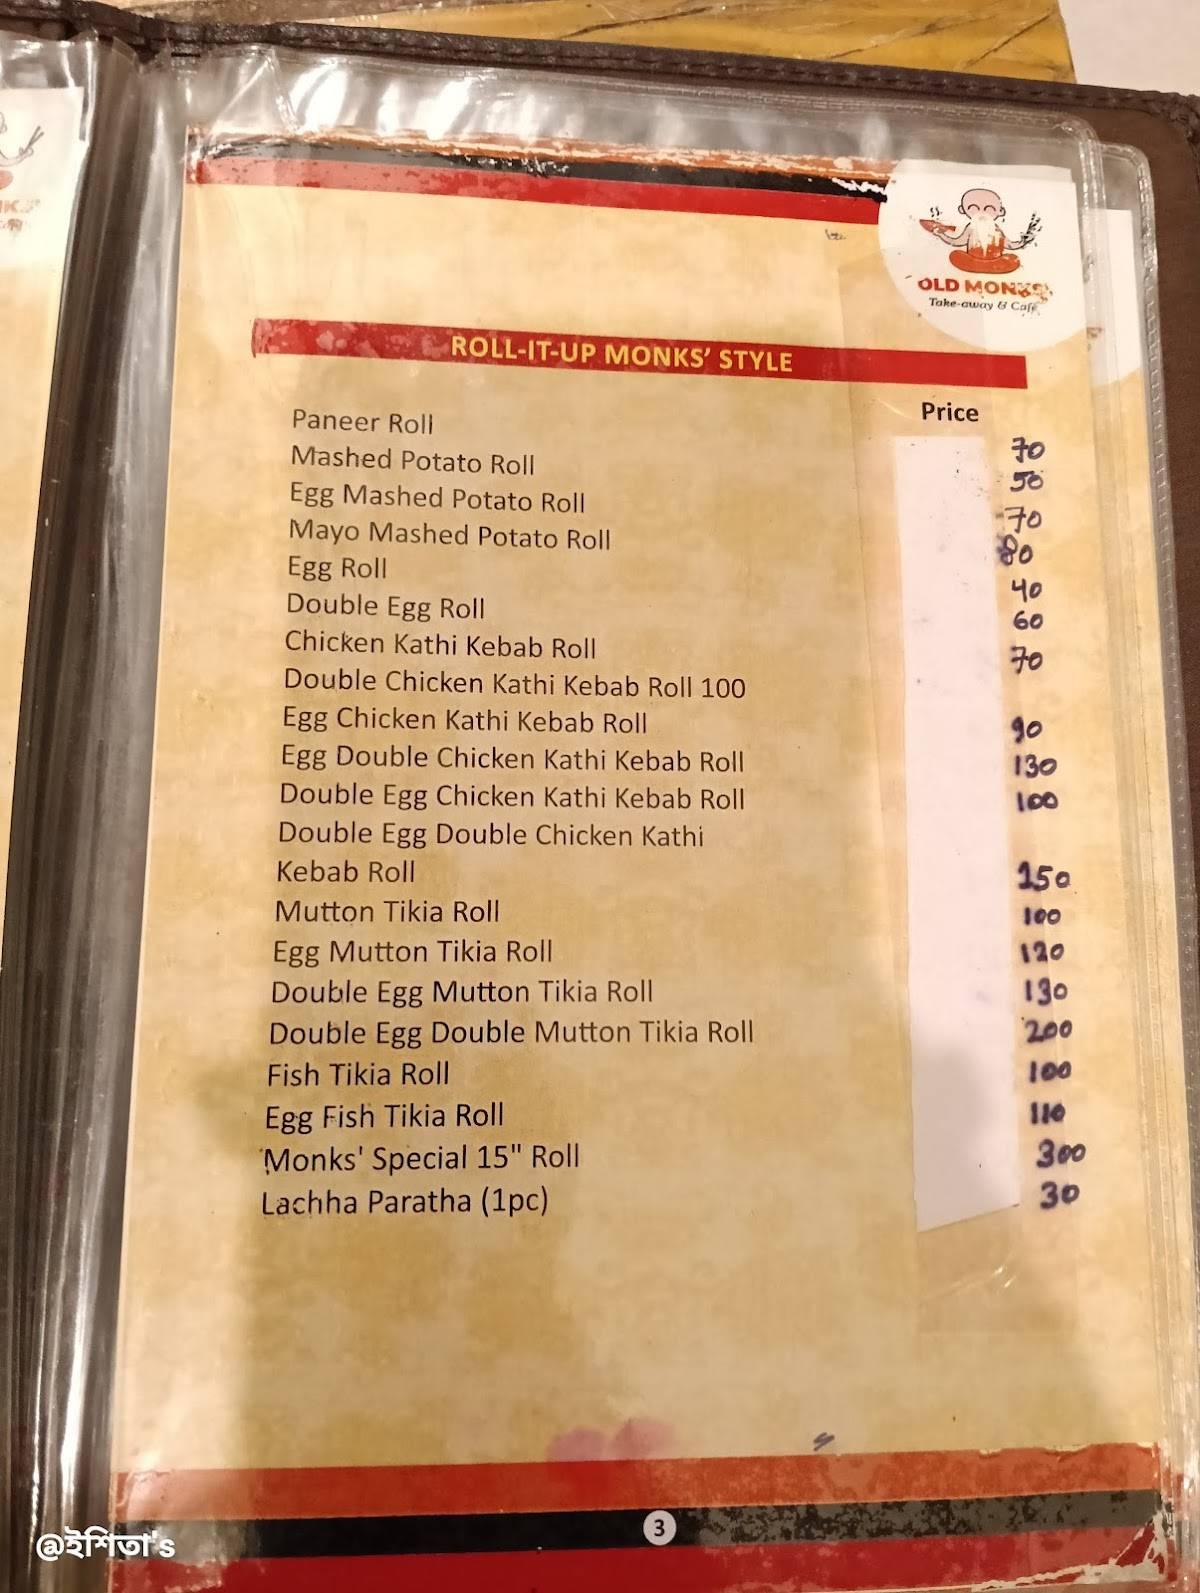 OLD MONKS'
Take-away & Café
ROLL-IT-UP MONKS' STYLE
Price
Paneer Roll 70
Mashed Potato Roll 50
Egg Mashed Potato Roll 70
Mayo Mashed Potato Roll 80
Egg Roll 40
Double Egg Roll 60
Chicken Kathi Kebab Roll 70
Double Chicken Kathi Kebab Roll 100
Egg Chicken Kathi Kebab Roll 90
Egg Double Chicken Kathi Kebab Roll 130
Double Egg Chicken Kathi Kebab Roll 100
Double Egg Double Chicken Kathi
Kebab Roll 150
Mutton Tikia Roll 100
Egg Mutton Tikia Roll 120
Double Egg Mutton Tikia Roll 130
Double Egg Double Mutton Tikia Roll 200
Fish Tikia Roll 100
Egg Fish Tikia Roll 110
Monks' Special 15" Roll 300
Lachha Paratha (1pc) 30
3
@ইশিতা's